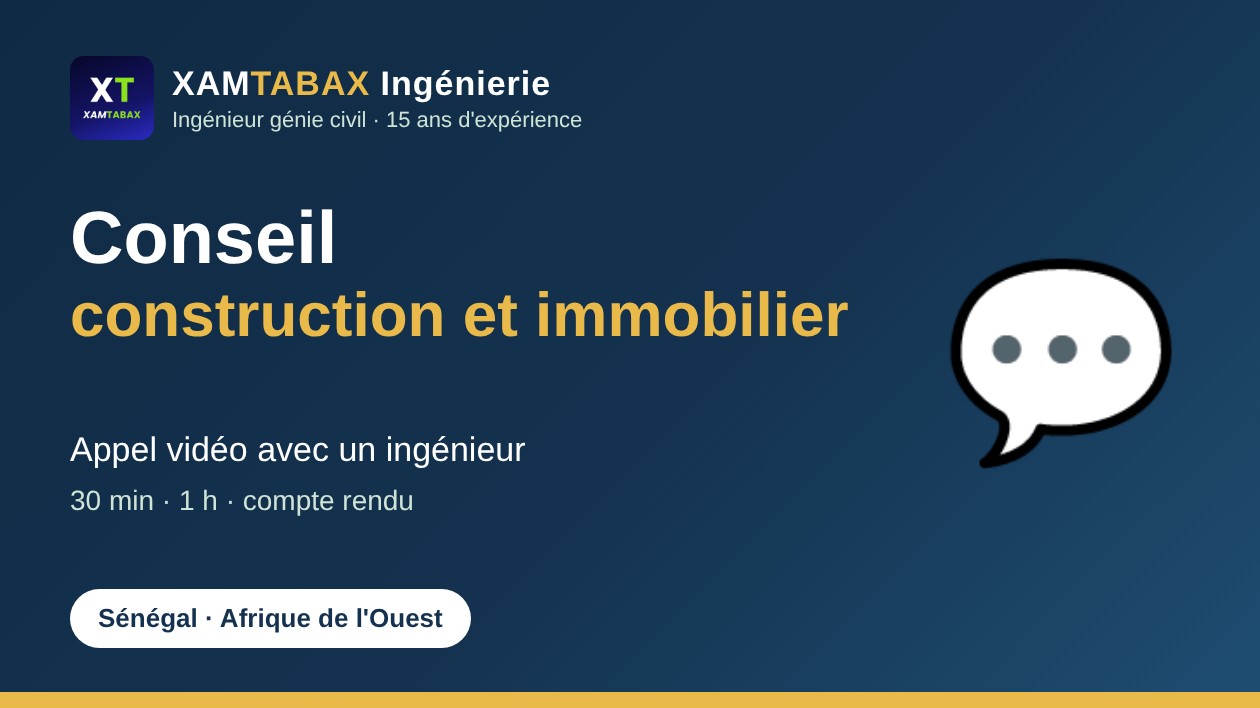 XT
XAMTABAX
XAMTABAX Ingénierie
Ingénieur génie civil · 15 ans d'expérience
Conseil
construction et immobilier
Appel vidéo avec un ingénieur
30 min · 1 h · compte rendu
Sénégal · Afrique de l'Ouest